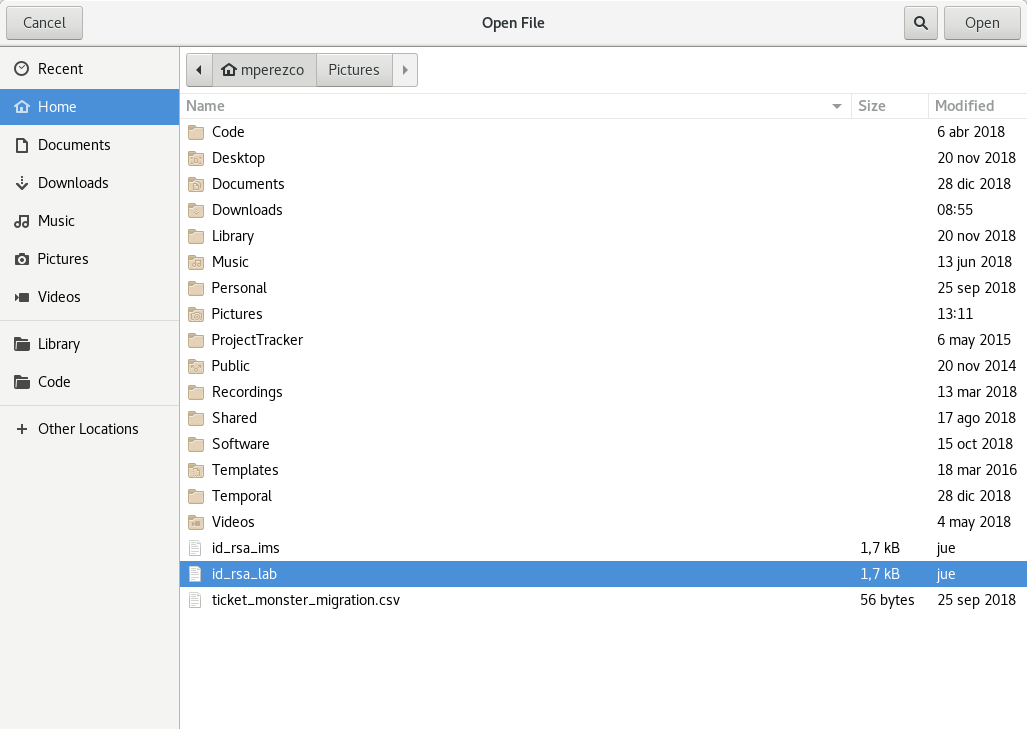 Cancel Open File Open
mperezco Pictures
Recent
Home
Documents
Downloads
Music
Pictures
Videos
Library
Code
Other Locations
Name Size Modified
Code 6 abr 2018
Desktop 20 nov 2018
Documents 28 dic 2018
Downloads 08:55
Library 20 nov 2018
Music 13 jun 2018
Personal 25 sep 2018
Pictures 13:11
ProjectTracker 6 may 2015
Public 20 nov 2014
Recordings 13 mar 2018
Shared 17 ago 2018
Software 15 oct 2018
Templates 18 mar 2016
Temporal 28 dic 2018
Videos 4 may 2018
id_rsa_ims 1,7 kB jue
id_rsa_lab 1,7 kB jue
ticket_monster_migration.csv 56 bytes 25 sep 2018